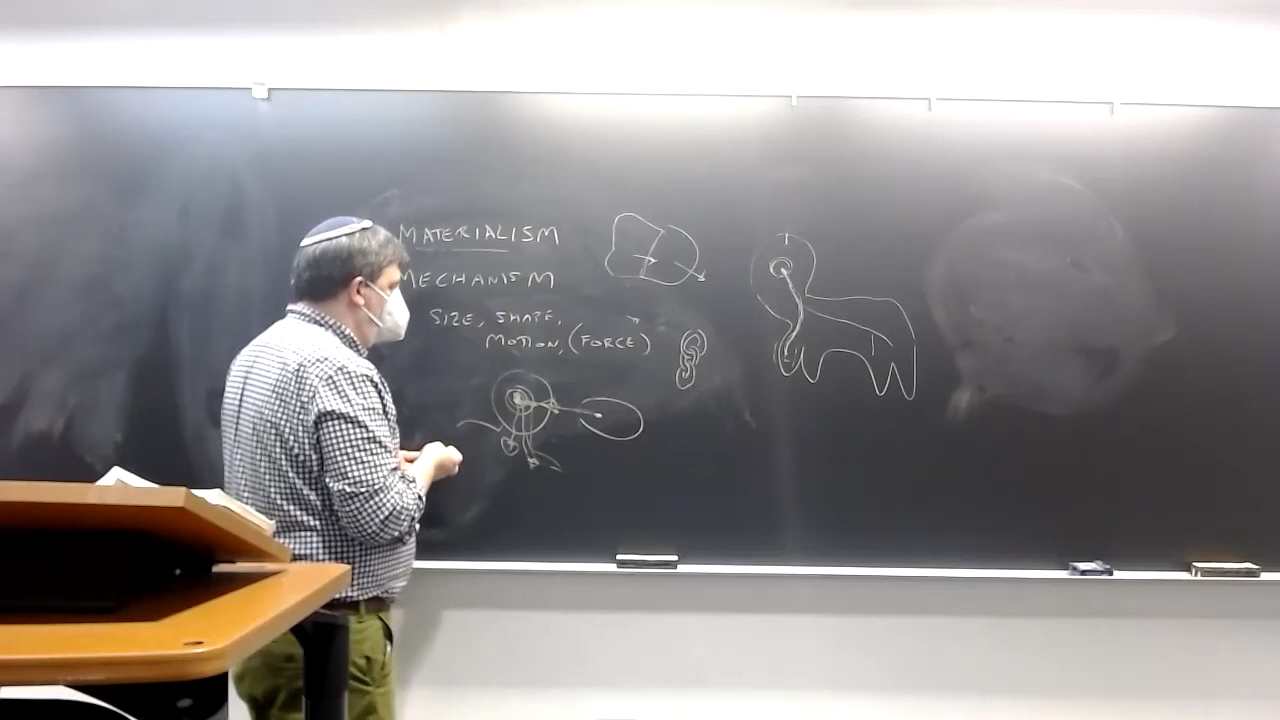 MATERIALISM
MECHANISM
SIZE, SHAPE,
MOTION, (FORCE)